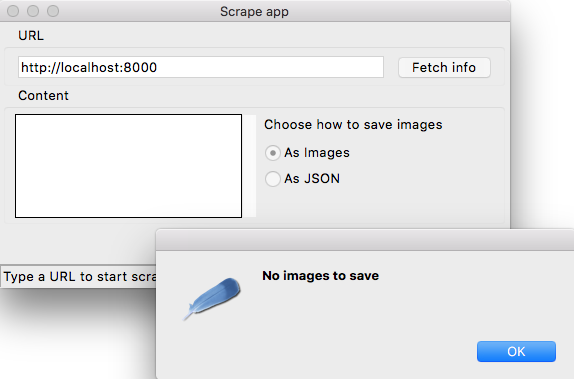 Scrape app
URL
http://localhost:8000
Fetch info
Content
Choose how to save images
As Images
As JSON
Type a URL to start scra
No images to save
OK